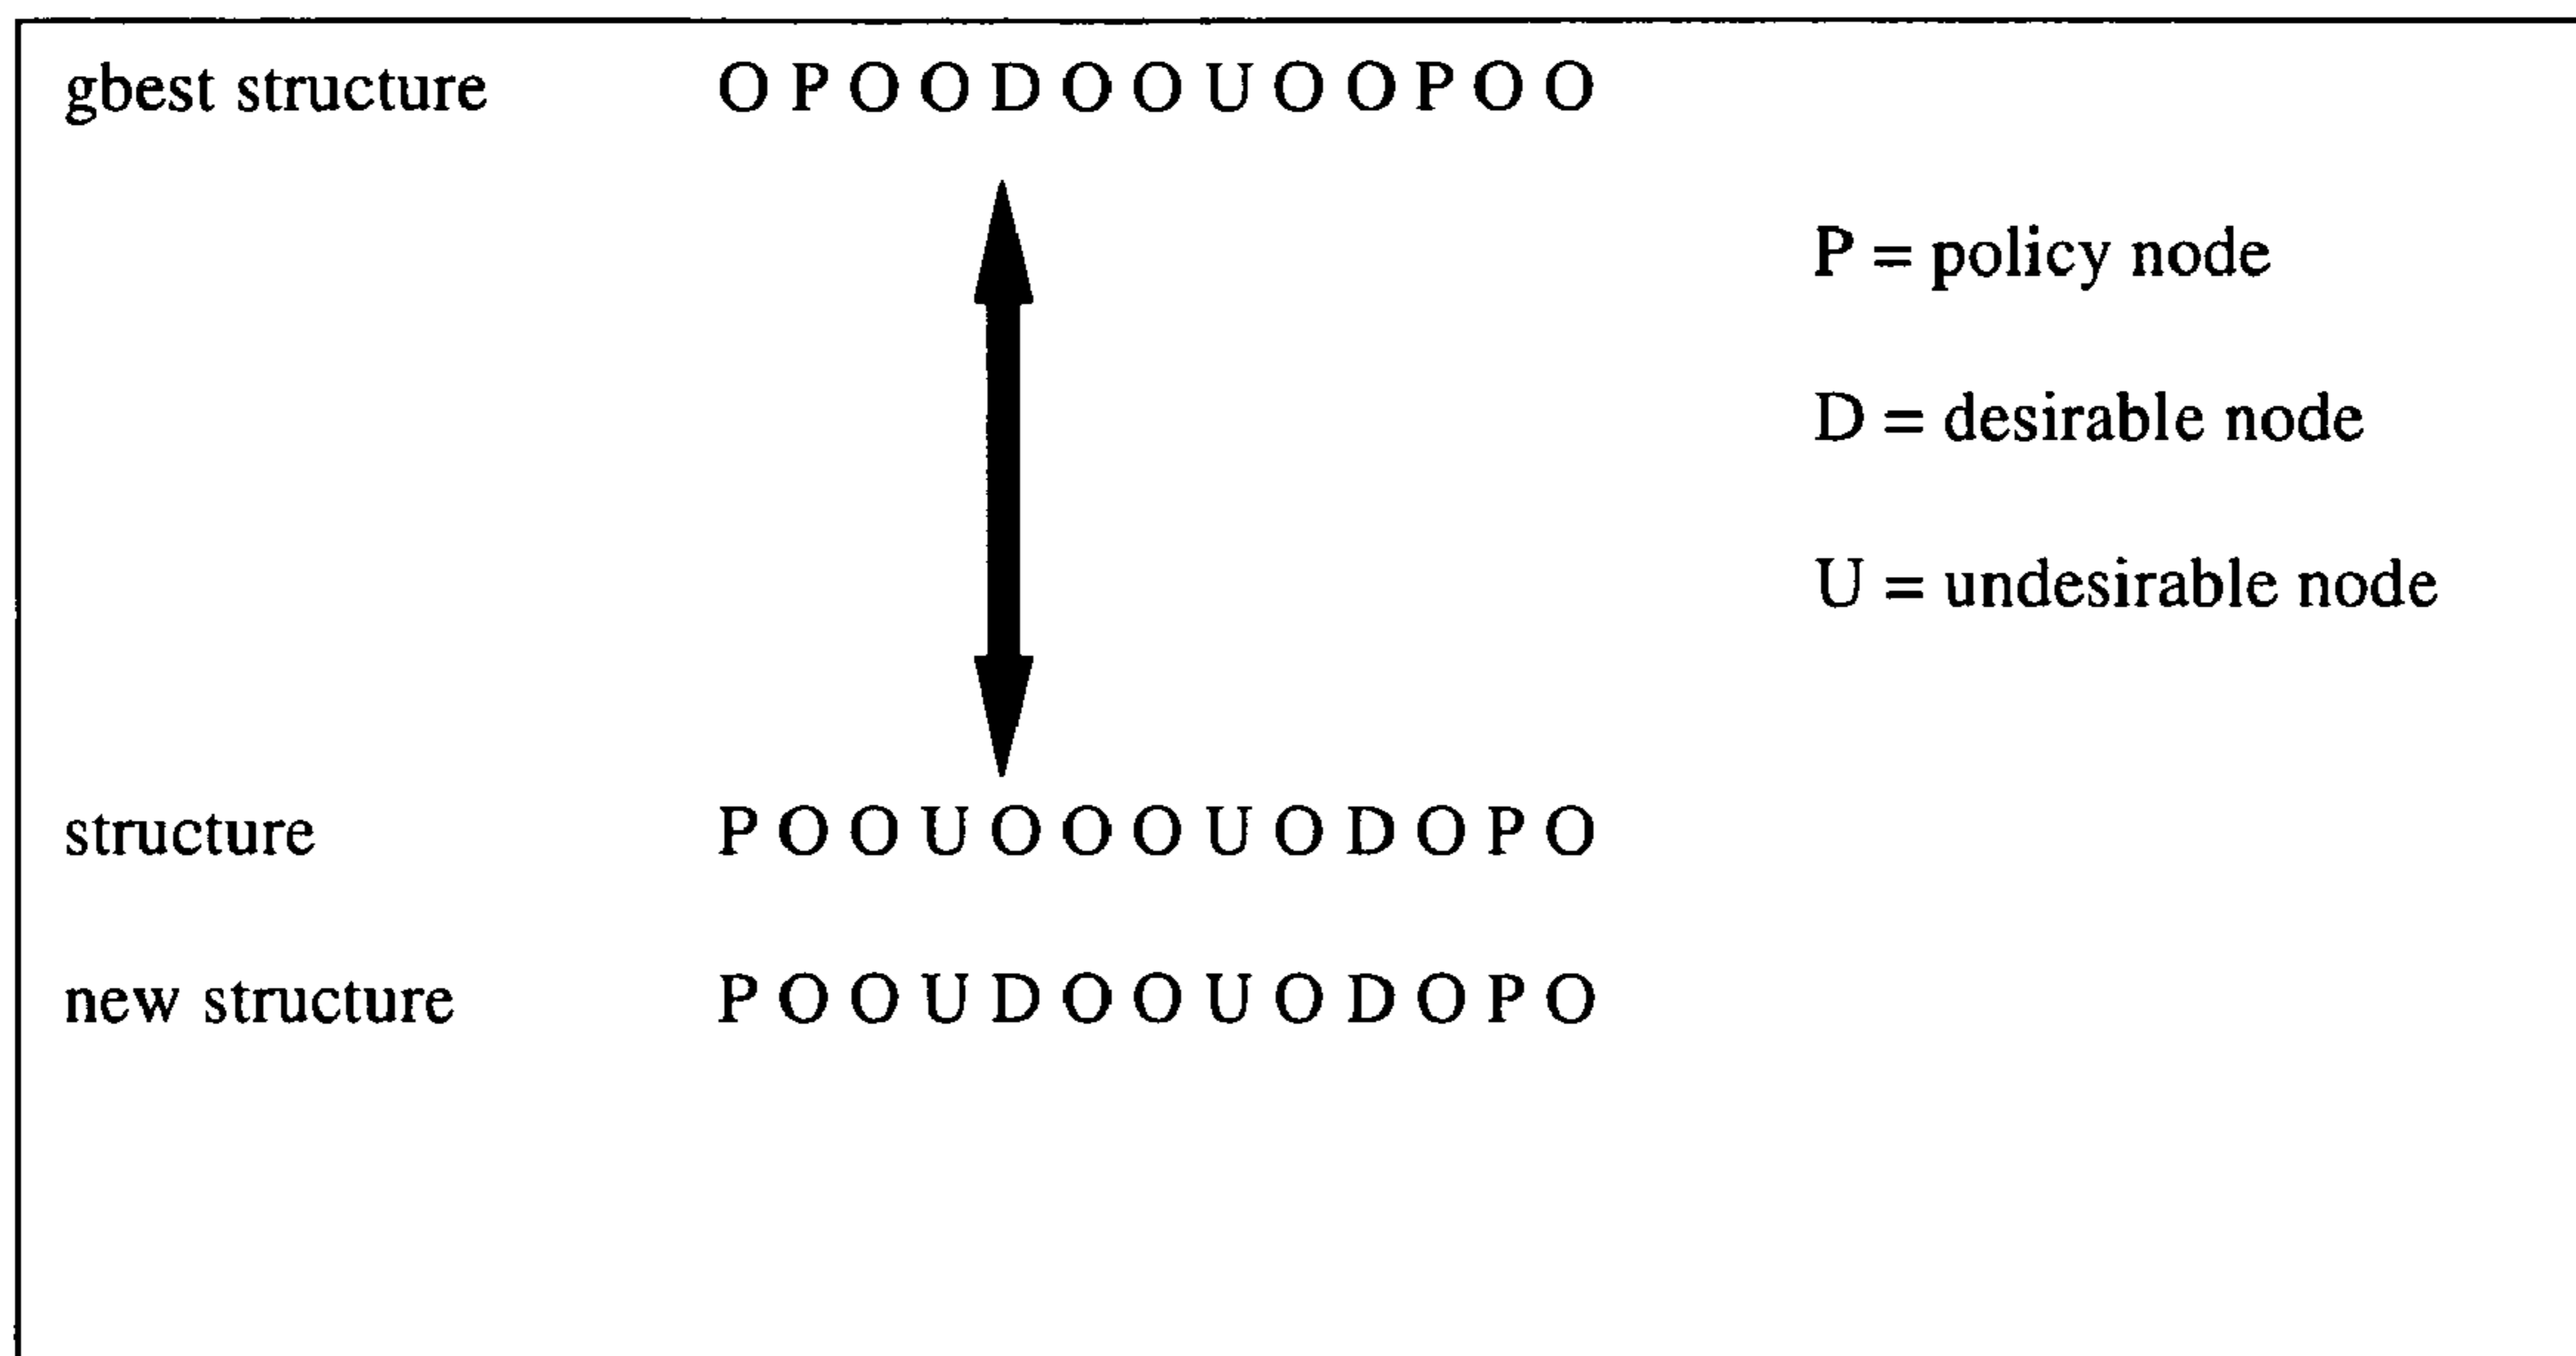 gbest structure O P O O D O O U O O P O O
P = policy node
D = desirable node
U = undesirable node
structure P O O U O O O U O D O P O
new structure P O O U D O O U O D O P O